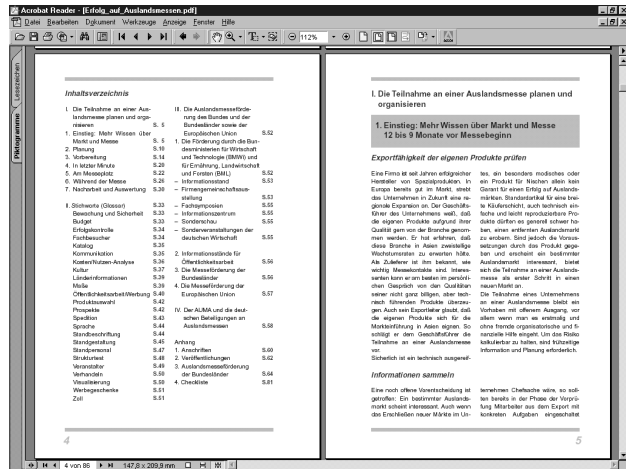 Acrobat Reader - [Erfolg_auf_Auslandsmessen.pdf]
Datei Bearbeiten Dokument Werkzeuge Anzeige Fenster Hilfe
112%
Lesezeichen
Piktogramme
Inhaltsverzeichnis
I. Die Teilnahme an einer Aus-
landsmesse planen und orga-
nisieren S. 5
1. Einstieg: Mehr Wissen über
Markt und Messe S. 5
2. Planung S.10
3. Vorbereitung S.14
4. In letzter Minute S.20
5. Am Messeplatz S.22
6. Während der Messe S.26
7. Nacharbeit und Auswertung S.30
II. Stichworte (Glossar) S.33
Bewachung und Sicherheit S.33
Budget S.33
Erfolgskontrolle S.34
Fachbesucher S.34
Katalog S.35
Kommunikation S.35
Kosten/Nutzen-Analyse S.36
Kultur S.37
Länderinformationen S.39
Maße S.39
Öffentlichkeitsarbeit/Werbung S.40
Produktauswahl S.42
Prospekte S.42
Spedition S.43
Sprache S.44
Standbeschriftung S.44
Standgestaltung S.45
Standpersonal S.47
Strukturtest S.48
Veranstalter S.49
Verhandeln S.50
Visualisierung S.50
Werbegeschenke S.51
Zoll S.51
III. Die Auslandsmesseförde-
rung des Bundes und der
Bundesländer sowie der
Europäischen Union S.52
1. Die Förderung durch die Bun-
desministerien für Wirtschaft
und Technologie (BMWi) und
für Ernährung, Landwirtschaft
und Forsten (BML) S.52
– Informationsstand S.53
– Firmengemeinschaftsaus-
stellung S.53
– Fachsymposien S.55
– Informationszentrum S.55
– Sonderschau S.55
– Sonderveranstaltungen der
deutschen Wirtschaft S.55
2. Informationsstände für
Öffentlichkeitsarbeit S.56
3. Die Messeförderung der
Bundesländer S.56
4. Die Messeförderung der
Europäischen Union S.57
IV. Der AUMA und die deut-
schen Beteiligungen an
Auslandsmessen S.58
Anhang
1. Anschriften S.60
2. Veröffentlichungen S.62
3. Auslandsmesseförderung
der Bundesländer S.64
4. Checkliste S.81
4
I. Die Teilnahme an einer Auslandsmesse planen und
organisieren
1. Einstieg: Mehr Wissen über Markt und Messe
12 bis 9 Monate vor Messebeginn
Exportfähigkeit der eigenen Produkte prüfen
Eine Firma ist seit Jahren erfolgreicher
Hersteller von Spezialprodukten. In
Europa bereits gut im Markt, strebt
das Unternehmen in Zukunft eine re-
gionale Expansion an. Der Geschäfts-
führer des Unternehmens weiß, daß
die eigenen Produkte aufgrund ihrer
Qualität gern von der Branche genom-
men werden. Er hat erfahren, daß
diese Branche in Asien zweistellige
Wachstumsraten zu erwarten hätte.
Als Zulieferer ist ihm bekannt, wie
wichtig Messekontakte sind. Interes-
senten kann er am besten im persönli-
chen Gespräch von den Qualitäten
seiner nicht ganz billigen, aber tech-
nisch führenden Produkte überzeu-
gen. Auch sein Exportleiter glaubt, daß
die eigenen Produkte sich für die
Markteinführung in Asien eignen. So
schlägt er dem Geschäftsführer die
Teilnahme an einer Auslandsmesse
vor.
Sicherlich ist ein technisch ausgereif-
tes, ein besonders modisches oder
ein Produkt für Nischen allein kein
Garant für einen Erfolg auf Auslands-
märkten. Standardartikel für eine brei-
te Käuferschicht, auch technisch ein-
fache und leicht reproduzierbare Pro-
dukte dürften es generell schwer ha-
ben, einen entfernten Auslandsmarkt
zu erobern. Sind jedoch die Voraus-
setzungen durch das Produkt gege-
ben und erscheint ein bestimmter
Auslandsmarkt interessant, bietet
sich die Teilnahme an einer Auslands-
messe als erster Schritt in einen
neuen Markt an.
Die Teilnahme eines Unternehmens
an einer Auslandsmesse bleibt ein
Vorhaben mit offenem Ausgang, vor
allem wenn man es erstmalig und
ohne fremde organisatorische und fi-
nanzielle Hilfe eingeht. Um das Risiko
kalkulierbar zu halten, sind frühzeitige
Information und Planung erforderlich.
Informationen sammeln
Eine noch offene Vorentscheidung ist
getroffen: Ein bestimmter Auslands-
markt scheint interessant. Auch wenn
das Erschließen neuer Märkte im Un-
ternehmen Chefsache wäre, so soll-
ten bereits in der Phase der Verprü-
fung Mitarbeiter aus dem Export mit
konkreten Aufgaben eingeschaltet
5
4 von 86
147,8 x 209,9 mm